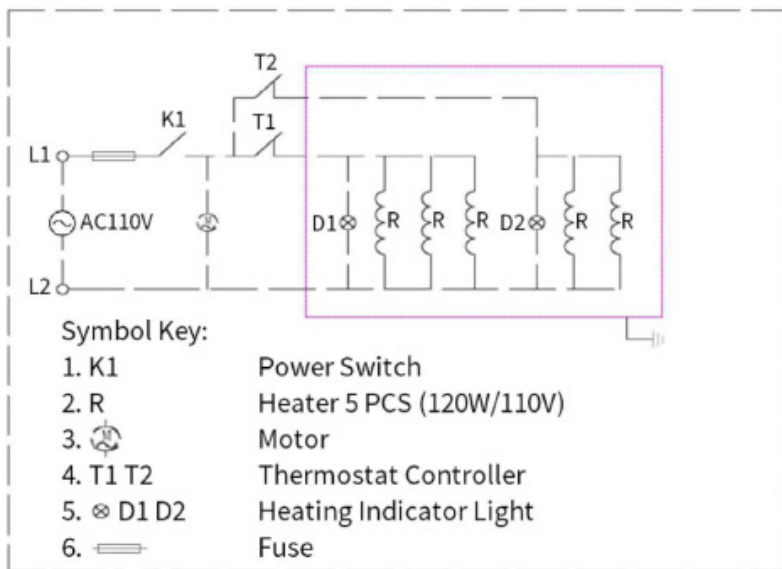 T2
K1
T1
L1
AC110V
D1
R
R
R
D2
R
R
L2
Symbol Key:
1. K1 Power Switch
2. R Heater 5 PCS (120W/110V)
3. M Motor
4. T1 T2 Thermostat Controller
5. D1 D2 Heating Indicator Light
6. Fuse